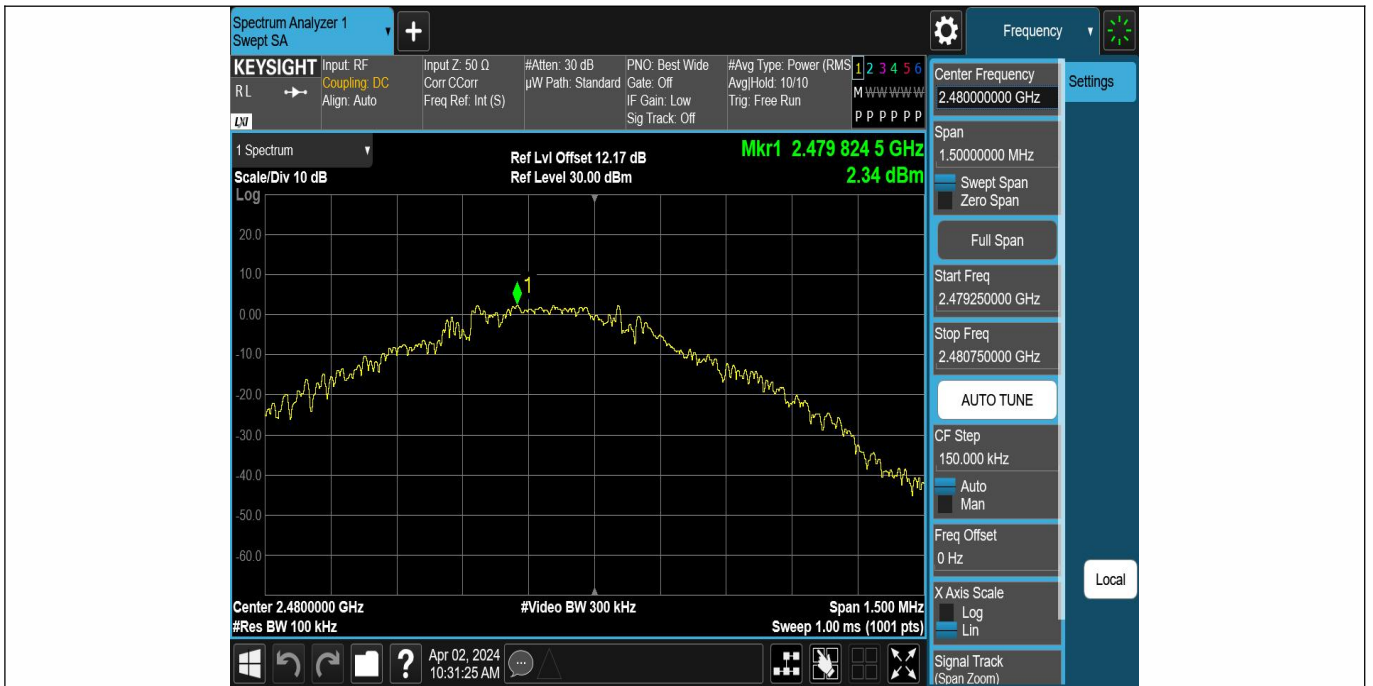 Spectrum Analyzer 1
Swept SA
+
Frequency
KEYSIGHT
RL
LXI
Input: RF
Coupling: DC
Align: Auto
Input Z: 50 Ω
Corr CCorr
Freq Ref: Int (S)
#Atten: 30 dB
µW Path: Standard
PNO: Best Wide
Gate: Off
IF Gain: Low
Sig Track: Off
#Avg Type: Power (RMS
Avg|Hold: 10/10
Trig: Free Run
1 2 3 4 5 6
M W W W W W
P P P P P P
Center Frequency
2.480000000 GHz
Settings
1 Spectrum
Scale/Div 10 dB
Log
Ref Lvl Offset 12.17 dB
Ref Level 30.00 dBm
Mkr1 2.479 824 5 GHz
2.34 dBm
Span
1.50000000 MHz
Swept Span
Zero Span
Full Span
Start Freq
2.479250000 GHz
Stop Freq
2.480750000 GHz
AUTO TUNE
CF Step
150.000 kHz
Auto
Man
Freq Offset
0 Hz
X Axis Scale
Log
Lin
Signal Track
(Span Zoom)
Local
20.0
10.0
1
0.00
-10.0
-20.0
-30.0
-40.0
-50.0
-60.0
Center 2.4800000 GHz
#Video BW 300 kHz
Span 1.500 MHz
#Res BW 100 kHz
Sweep 1.00 ms (1001 pts)
?
Apr 02, 2024
10:31:25 AM